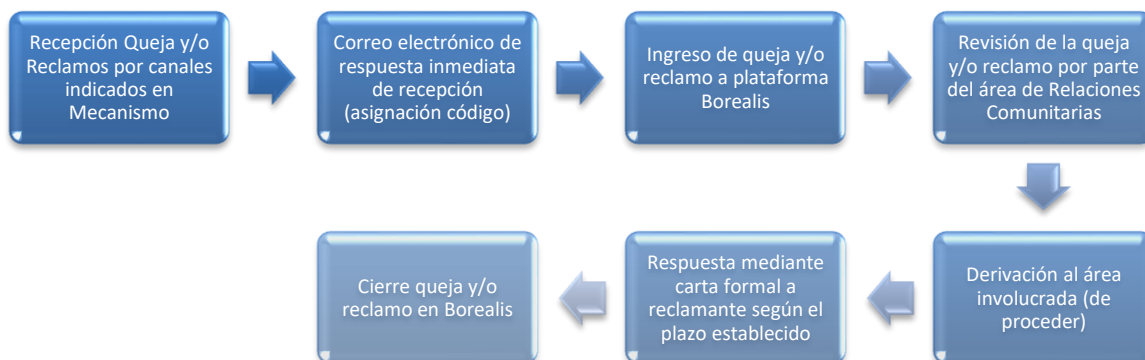 Recepción Queja y/o
Reclamos por canales
indicados en
Mecanismo
Correo electrónico de
respuesta inmediata
de recepción
(asignación código)
Ingreso de queja y/o
reclamo a plataforma
Borealis
Revisión de la queja
y/o reclamo por parte
del área de Relaciones
Comunitarias
Derivación al área
involucrada (de
proceder)
Respuesta mediante
carta formal a
reclamante según el
plazo establecido
Cierre queja y/o
reclamo en Borealis